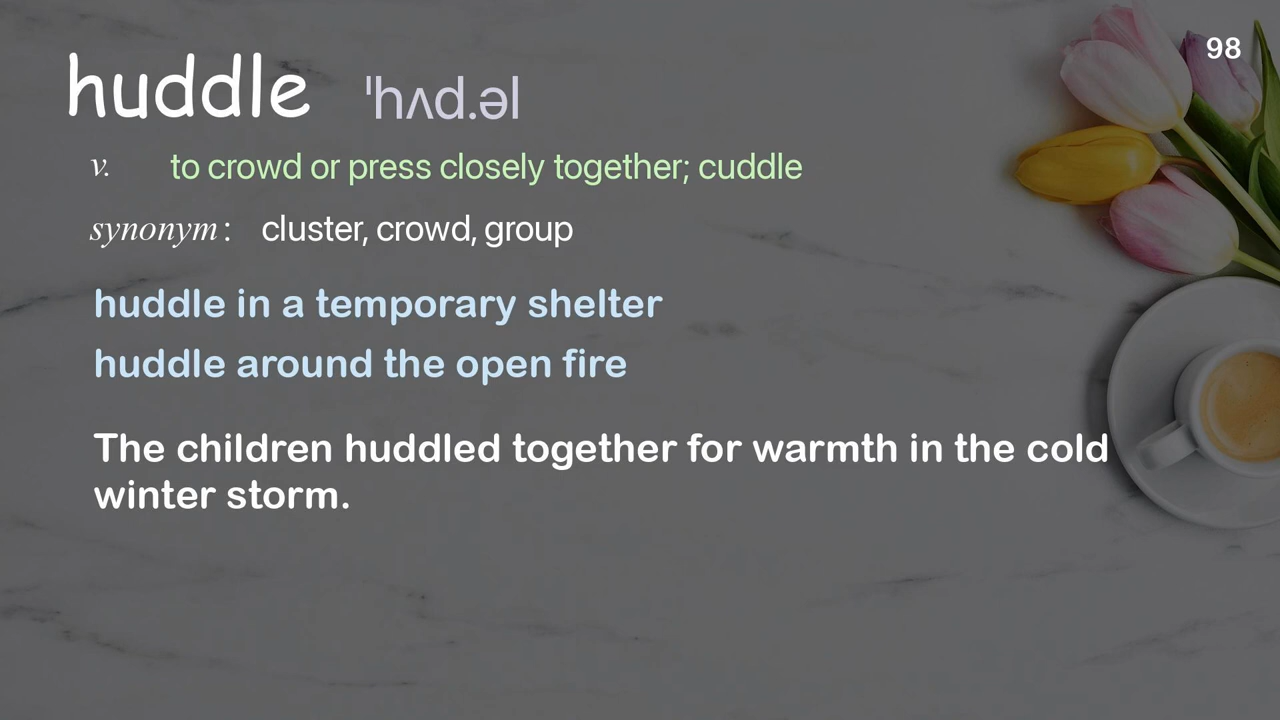 98
huddle ˈhʌd.əl
v. to crowd or press closely together; cuddle
synonym: cluster, crowd, group
huddle in a temporary shelter
huddle around the open fire
The children huddled together for warmth in the cold
winter storm.